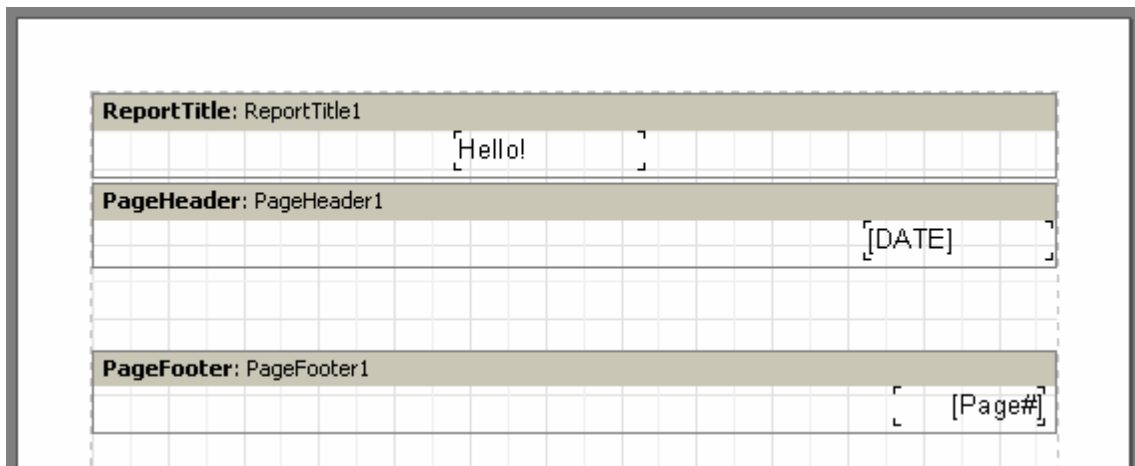 ReportTitle: ReportTitle1
Hello!
PageHeader: PageHeader1
[DATE]
PageFooter: PageFooter1
[Page#]